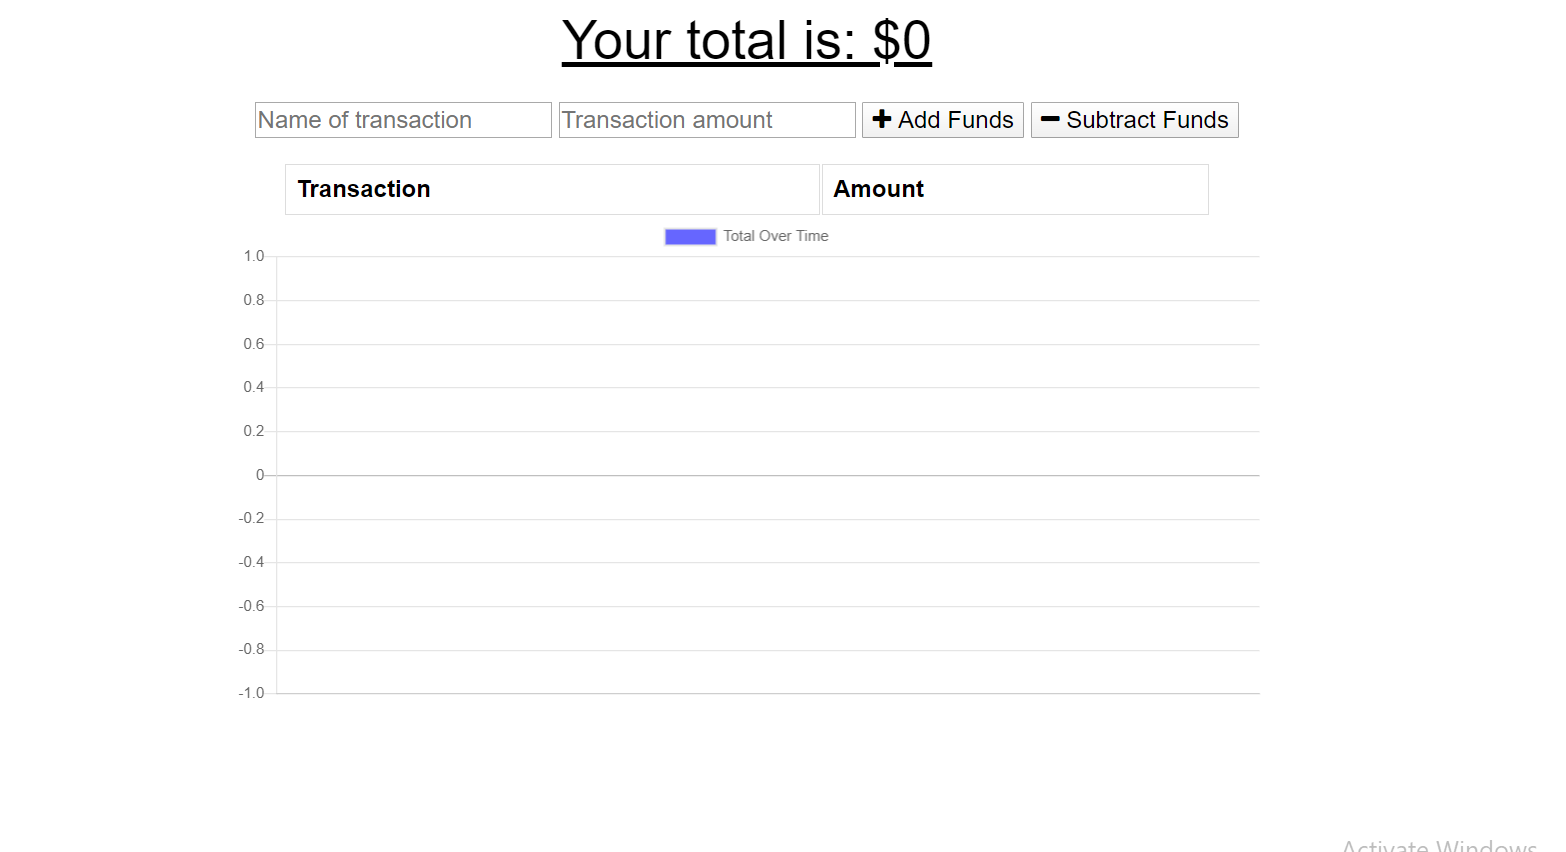 Your total is: $0
Name of transaction Transaction amount Add Funds Subtract Funds
Transaction Amount
Total Over Time
1.0
0.8
0.6
0.4
0.2
0
-0.2
-0.4
-0.6
-0.8
-1.0
Activate Windows